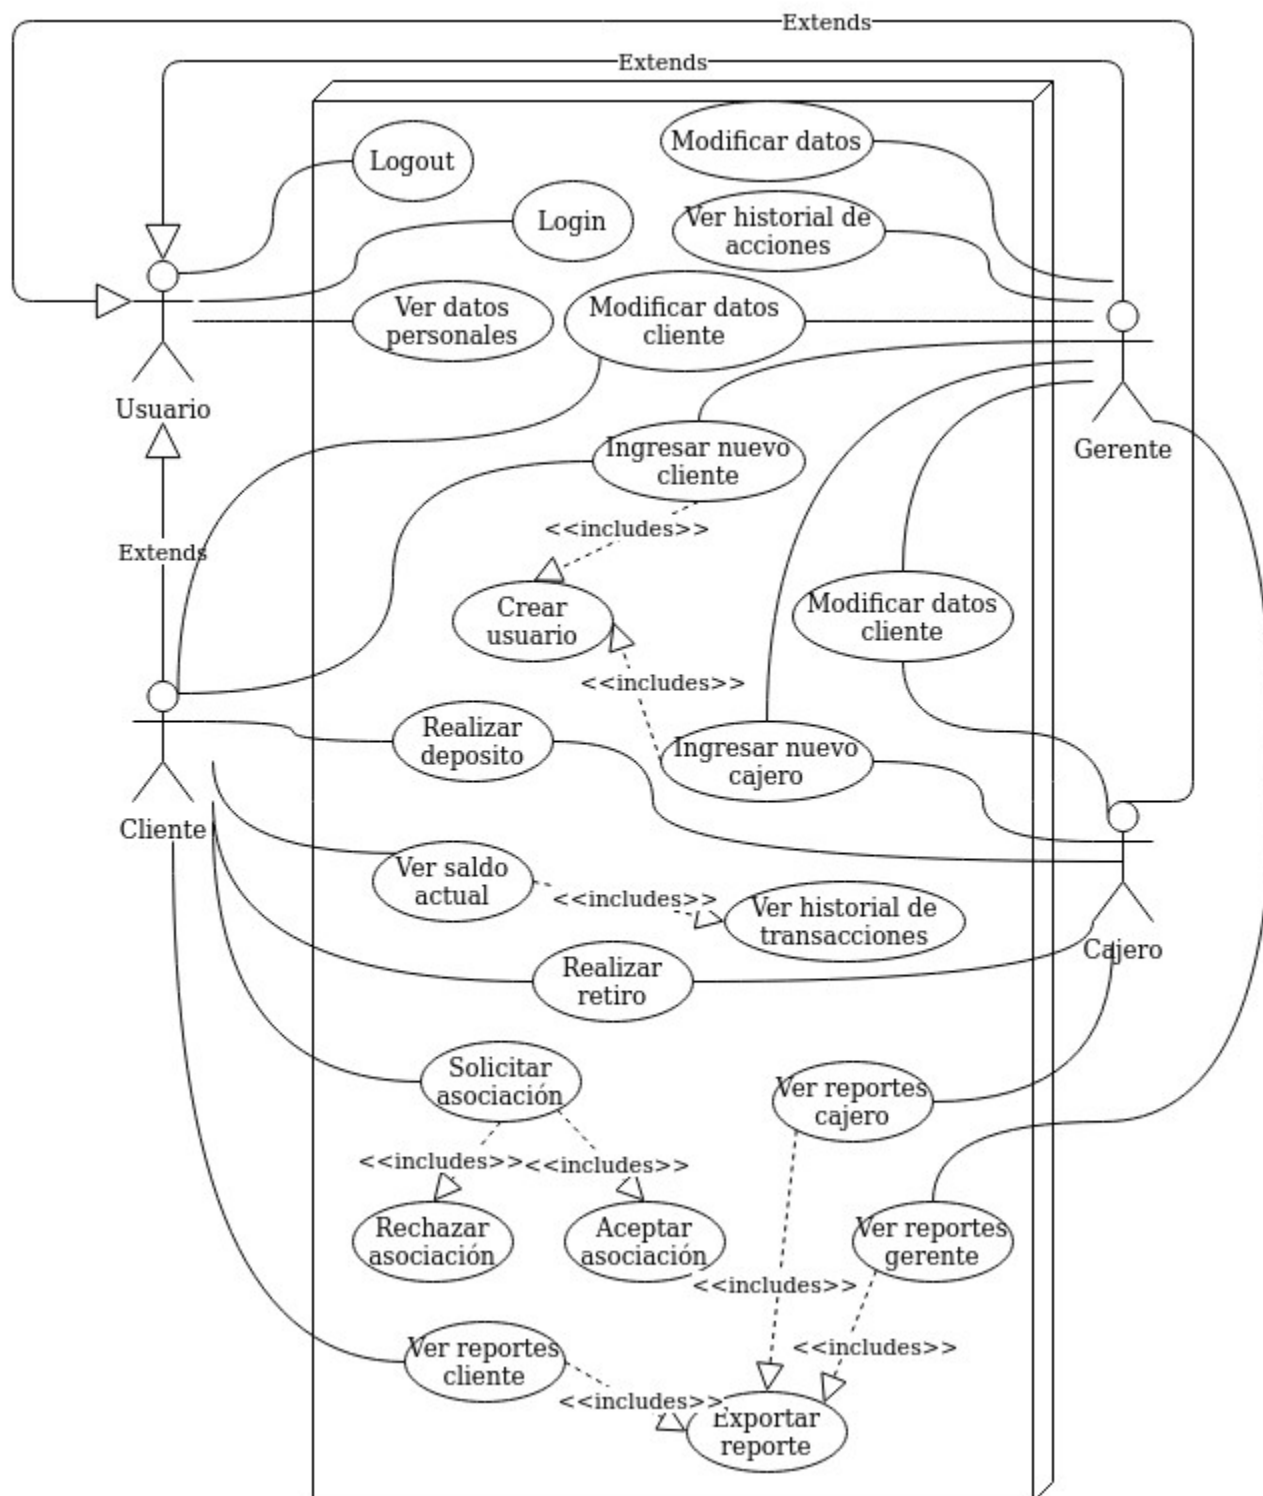 Extends
Extends
Modificar datos
Logout
Login
Ver historial de
acciones
Ver datos
personales
Modificar datos
cliente
Usuario
Gerente
Ingresar nuevo
cliente
<<includes>>
Extends
Crear
usuario
Modificar datos
cliente
<<includes>>
Realizar
deposito
Ingresar nuevo
cajero
Cliente
Ver saldo
actual
<<includes>>
Ver historial de
transacciones
Cajero
Realizar
retiro
Solicitar
asociación
Ver reportes
cajero
<<includes>>
<<includes>>
Rechazar
asociación
Aceptar
asociación
Ver reportes
gerente
<<includes>>
<<includes>>
Ver reportes
cliente
<<includes>>
Exportar
reporte